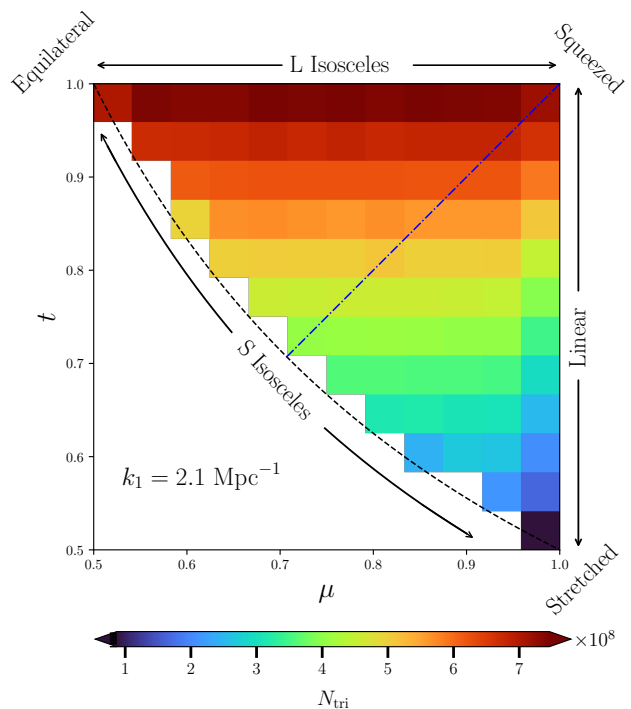 Equilateral
L Isosceles
Squeezed
1.0
0.9
0.8
0.7
0.6
0.5
t
S Isosceles
Linear
k₁ = 2.1 Mpc⁻¹
0.5 0.6 0.7 0.8 0.9 1.0
μ
Stretched
×10⁸
1 2 3 4 5 6 7
N_tri